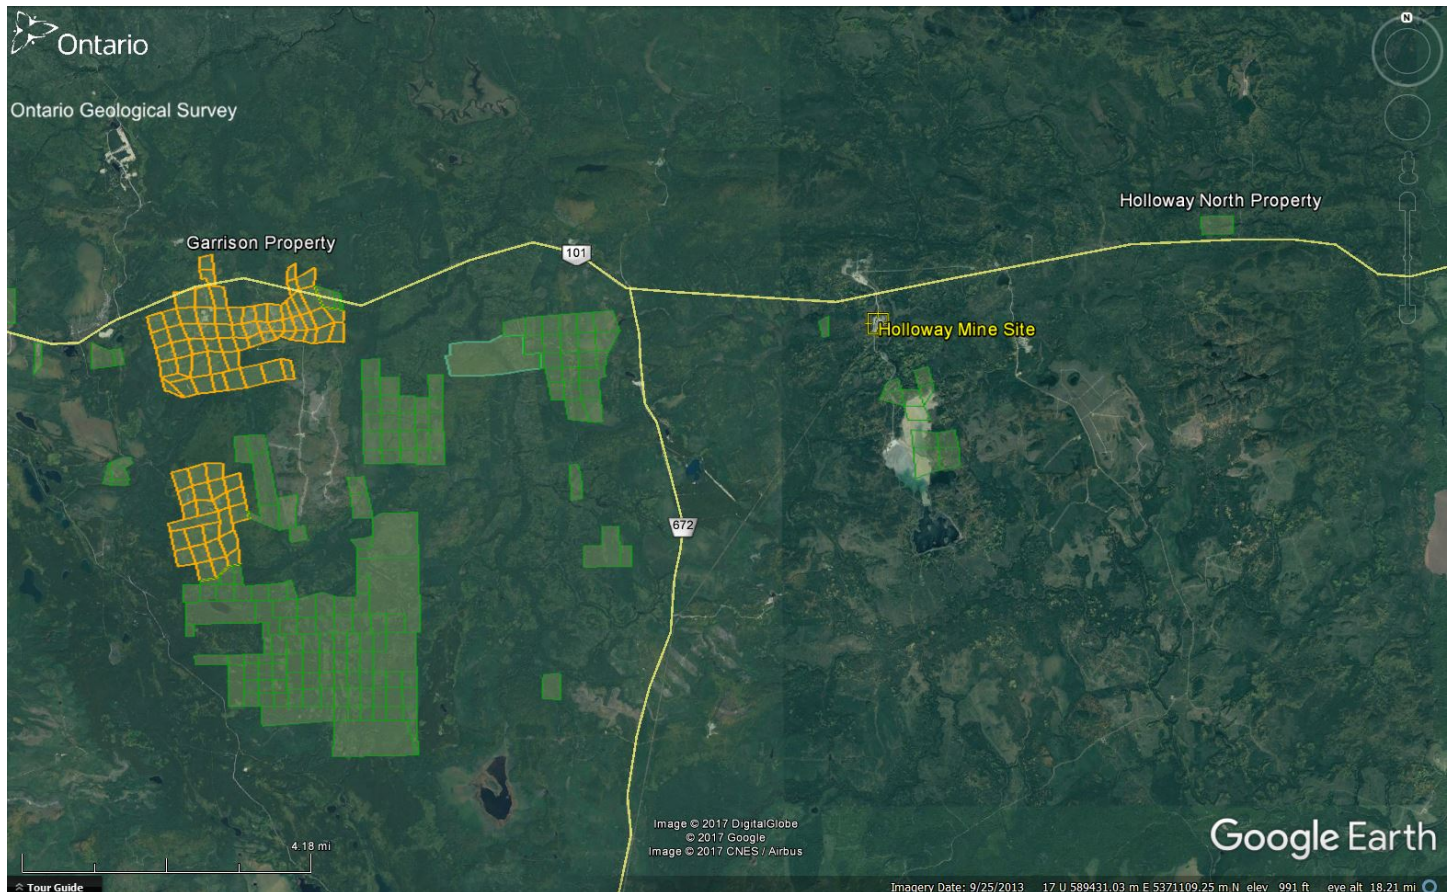 Ontario
Ontario Geological Survey
Holloway North Property
Garrison Property
101
Holloway Mine Site
672
Image © 2017 DigitalGlobe
© 2017 Google
Image © 2017 CNES / Airbus
Google Earth
4.18 mi
N
Tour Guide
Imagery Date: 9/25/2013 17 U 589431.03 m E 5371109.25 m N elev 991 ft eye alt 18.21 mi